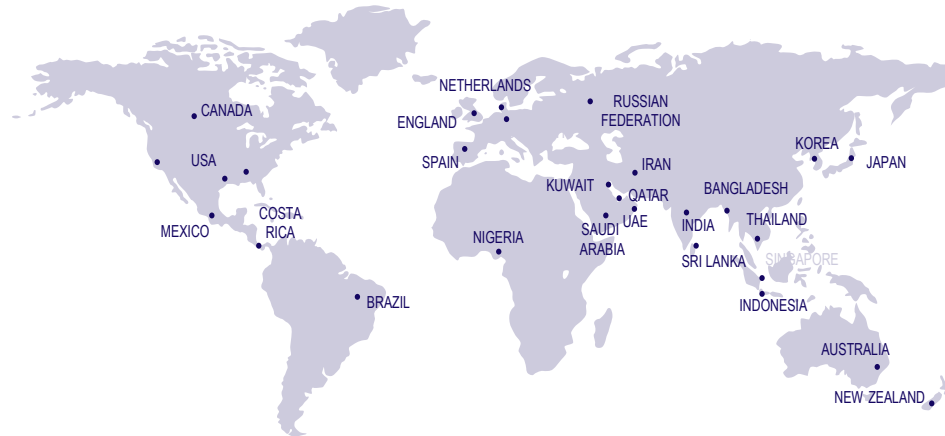 NETHERLANDS
CANADA
RUSSIAN
FEDERATION
ENGLAND
KOREA
USA
SPAIN
IRAN
JAPAN
KUWAIT
QATAR
BANGLADESH
COSTA
RICA
MEXICO
UAE
SAUDI
ARABIA
INDIA
THAILAND
NIGERIA
SRI LANKA
SINGAPORE
BRAZIL
INDONESIA
AUSTRALIA
NEW ZEALAND